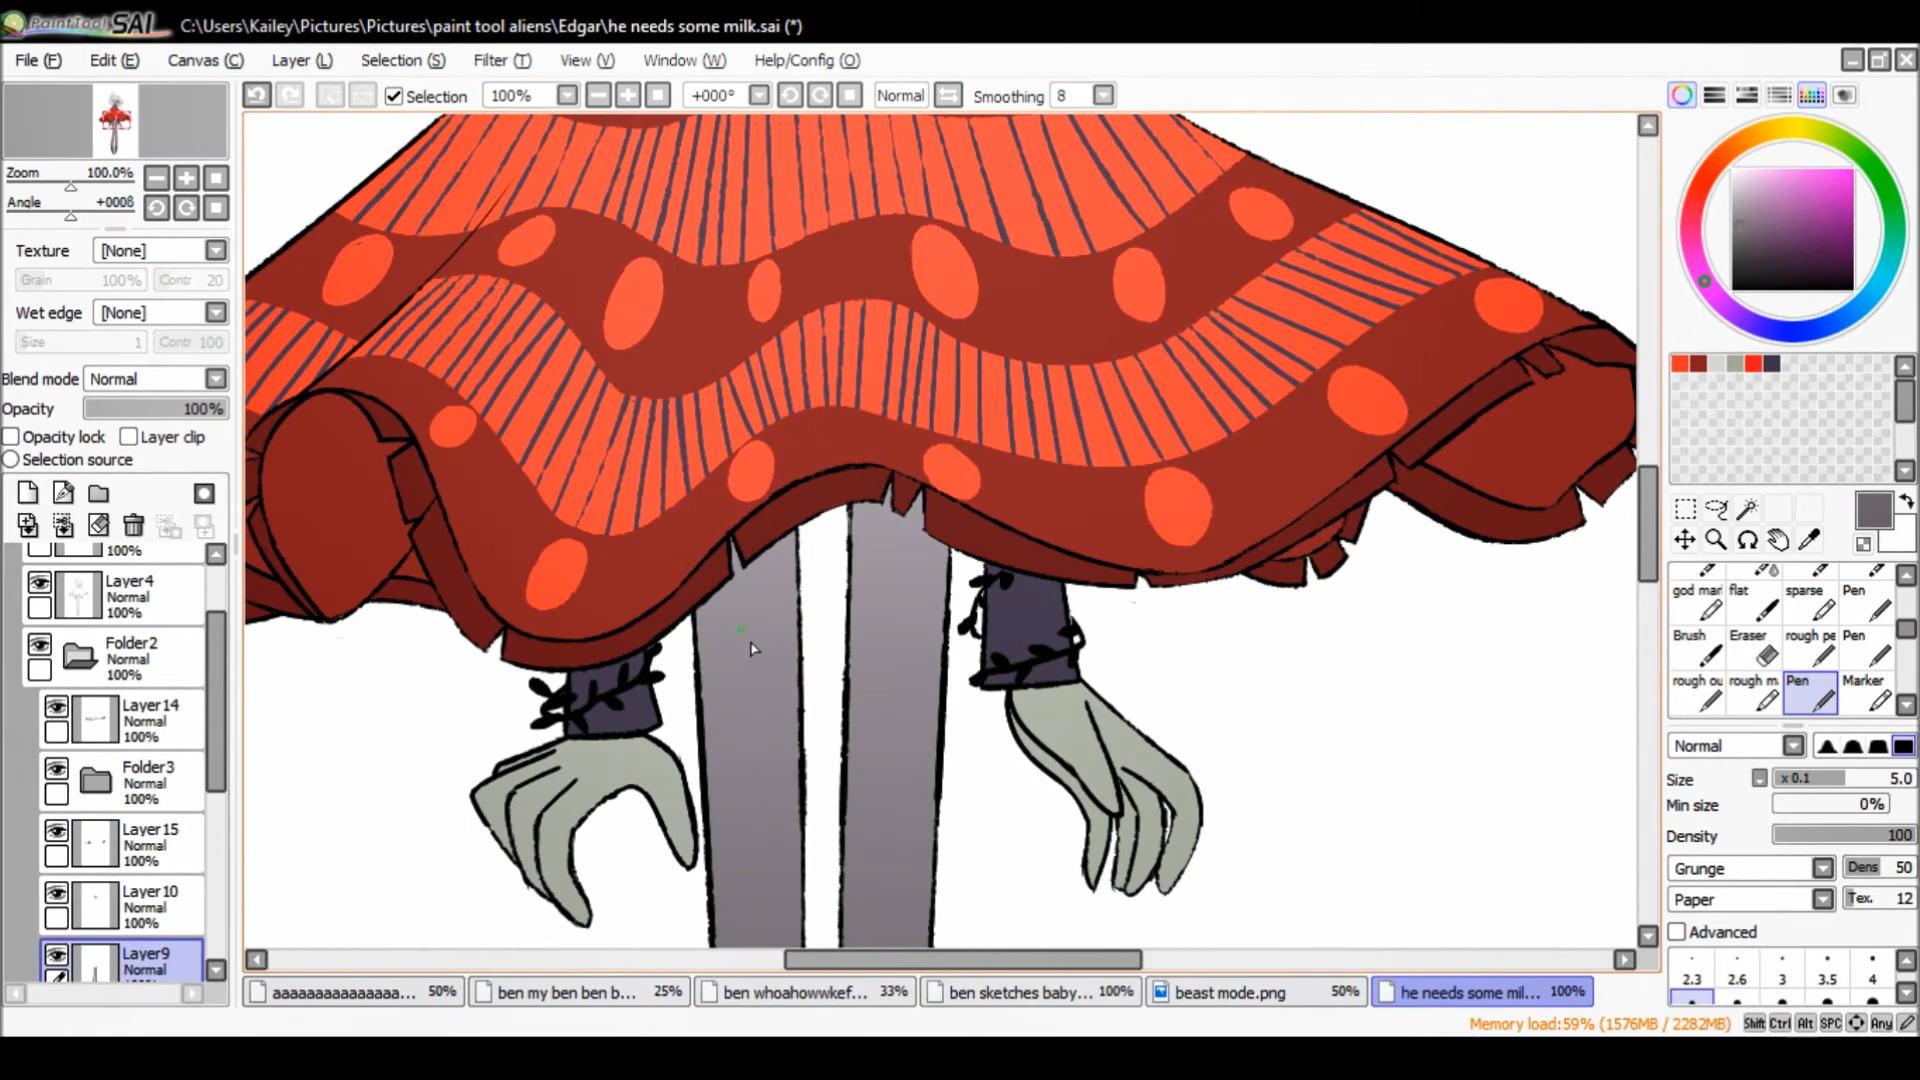 PaintTool SAI C:\Users\Kailey\Pictures\Pictures\paint tool aliens\Edgar\he needs some milk.sai (*)
File (F) Edit (E) Canvas (C) Layer (L) Selection (S) Filter (T) View (V) Window (W) Help/Config (O)
Selection 100% +000° Normal Smoothing 8
Zoom 100.0%
Angle +000ß
Texture [None]
Grain 100% Contr 20
Wet edge [None]
Size 1 Contr 100
Blend mode Normal
Opacity 100%
Opacity lock Layer clip
Selection source
100%
Layer4
Normal
100%
Folder2
Normal
100%
Layer14
Normal
100%
Folder3
Normal
100%
Layer15
Normal
100%
Layer10
Normal
100%
Layer9
Normal
god mar flat sparse Pen
Brush Eraser rough pe Pen
rough ou rough m Pen Marker
Normal
Size x 0.1 5.0
Min size 0%
Density 100
Grunge Dens 50
Paper Tex. 12
Advanced
2.3 2.6 3 3.5 4
aaaaaaaaaaaaaaa... 50% ben my ben ben b... 25% ben whoahowwkef... 33% ben sketches baby... 100% beast mode.png 50% he needs some mil... 100%
Memory load:59% (1576MB / 2282MB) Shift Ctrl Alt SPC Any